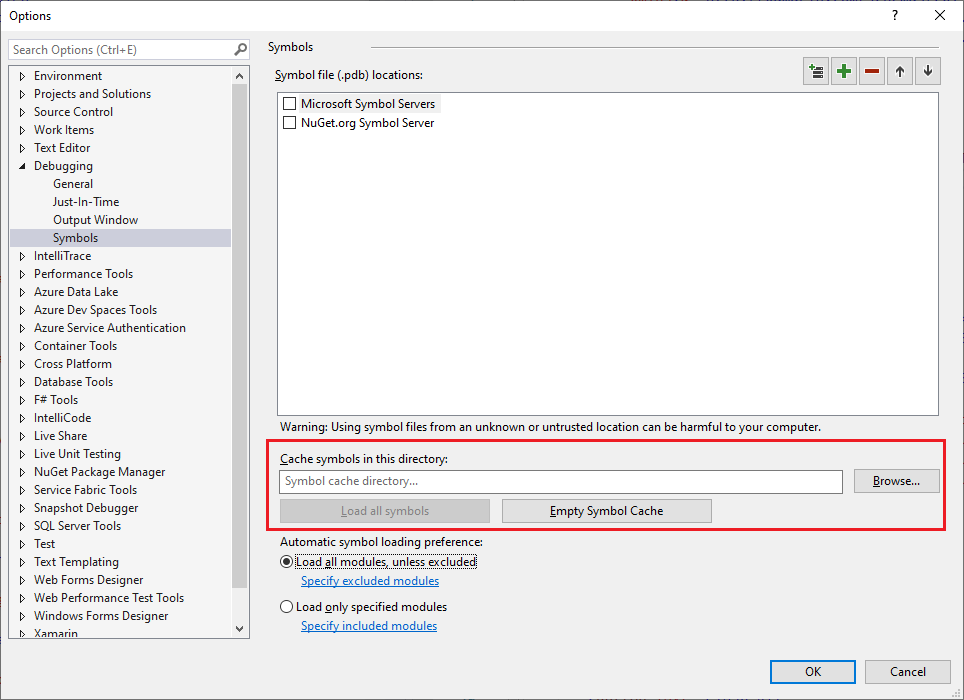 Options
?
Search Options (Ctrl+E)
Environment
Projects and Solutions
Source Control
Work Items
Text Editor
Debugging
General
Just-In-Time
Output Window
Symbols
IntelliTrace
Performance Tools
Azure Data Lake
Azure Dev Spaces Tools
Azure Service Authentication
Container Tools
Cross Platform
Database Tools
F# Tools
IntelliCode
Live Share
Live Unit Testing
NuGet Package Manager
Service Fabric Tools
Snapshot Debugger
SQL Server Tools
Test
Text Templating
Web Forms Designer
Web Performance Test Tools
Windows Forms Designer
Xamarin
Symbols
Symbol file (.pdb) locations:
Microsoft Symbol Servers
NuGet.org Symbol Server
Warning: Using symbol files from an unknown or untrusted location can be harmful to your computer.
Cache symbols in this directory:
Symbol cache directory...
Browse...
Load all symbols
Empty Symbol Cache
Automatic symbol loading preference:
Load all modules, unless excluded
Specify excluded modules
Load only specified modules
Specify included modules
OK
Cancel